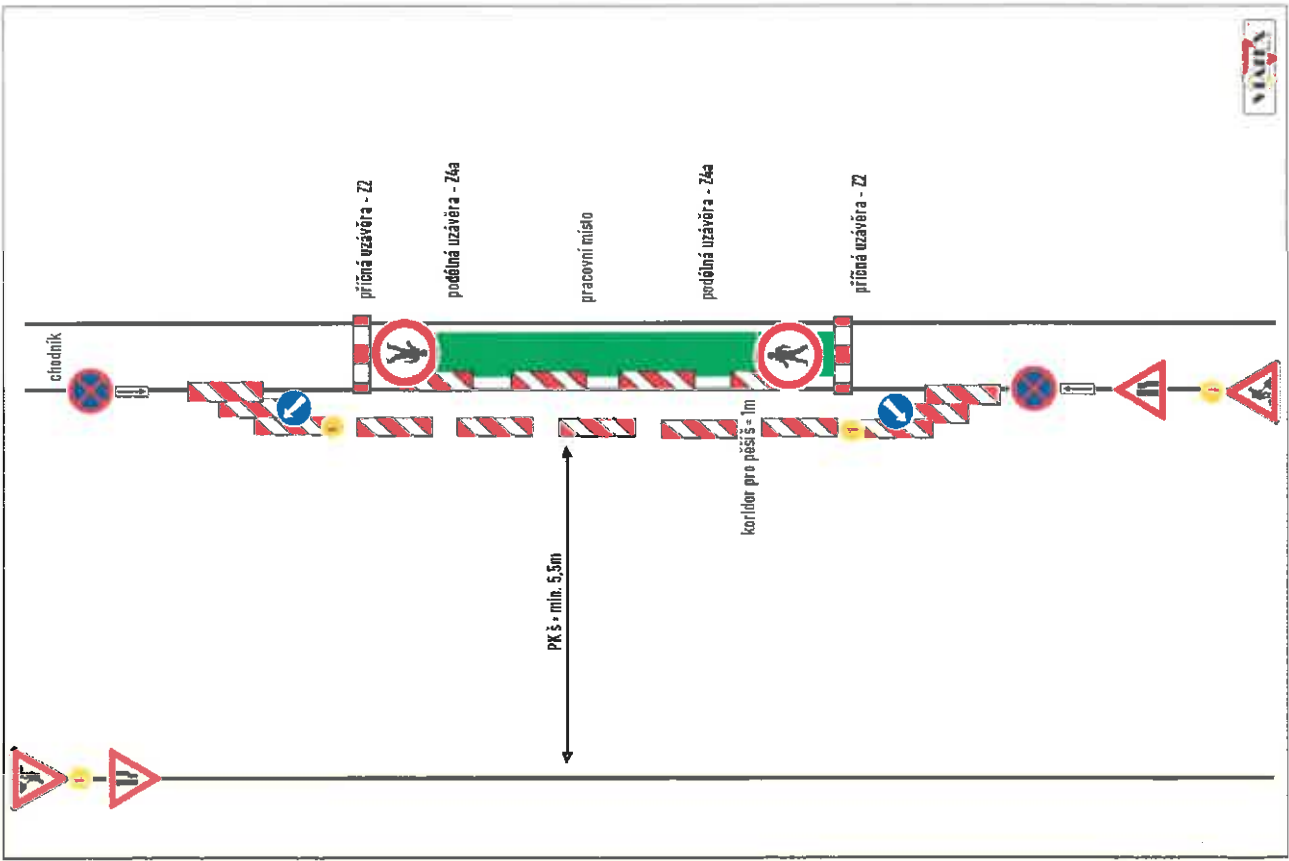 chodník
příčná uzávěra - Z2
podélná uzávěra - Z4a
pracovní místo
podélná uzávěra - Z4a
příčná uzávěra - Z2
koridor pro pěší š = 1m
PK š = min. 5,5m